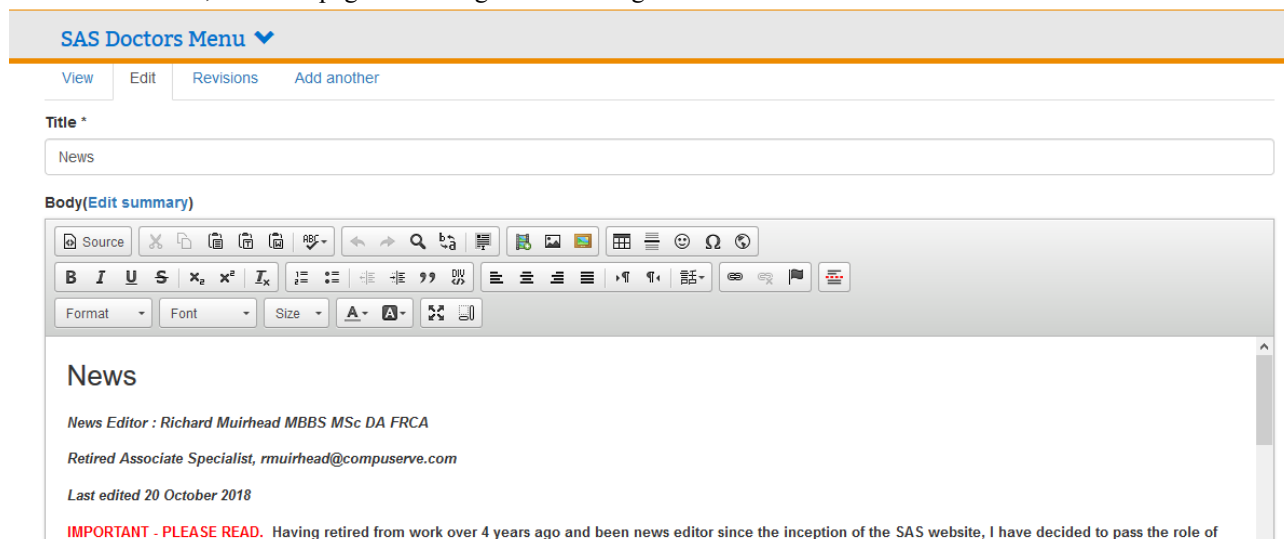 SAS Doctors Menu
View Edit Revisions Add another
Title *
News
Body(Edit summary)
Source
B I U S x₂ x² Iₓ
Format Font Size A A
News
News Editor : Richard Muirhead MBBS MSc DA FRCA
Retired Associate Specialist, rmuirhead@compuserve.com
Last edited 20 October 2018
IMPORTANT - PLEASE READ. Having retired from work over 4 years ago and been news editor since the inception of the SAS website, I have decided to pass the role of